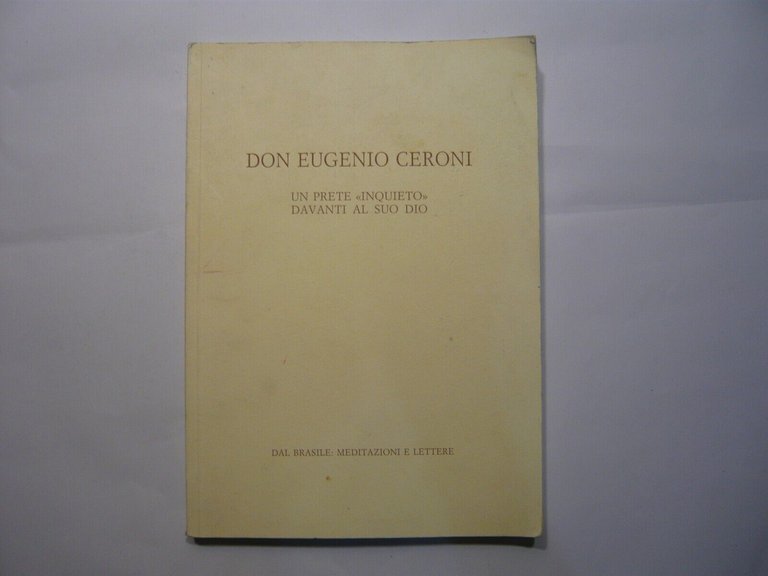 DON EUGENIO CERONI
UN PRETE «INQUIETO»
DAVANTI AL SUO DIO
DAL BRASILE: MEDITAZIONI E LETTERE